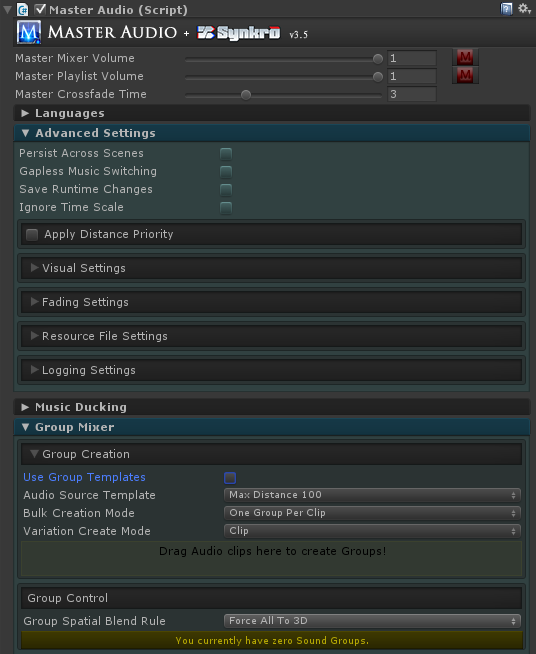 Master Audio (Script)
MASTER AUDIO + Synkro v3.5
Master Mixer Volume 1 M
Master Playlist Volume 1 M
Master Crossfade Time 3
Languages
Advanced Settings
Persist Across Scenes
Gapless Music Switching
Save Runtime Changes
Ignore Time Scale
Apply Distance Priority
Visual Settings
Fading Settings
Resource File Settings
Logging Settings
Music Ducking
Group Mixer
Group Creation
Use Group Templates
Audio Source Template Max Distance 100
Bulk Creation Mode One Group Per Clip
Variation Create Mode Clip
Drag Audio clips here to create Groups!
Group Control
Group Spatial Blend Rule Force All To 3D
You currently have zero Sound Groups.